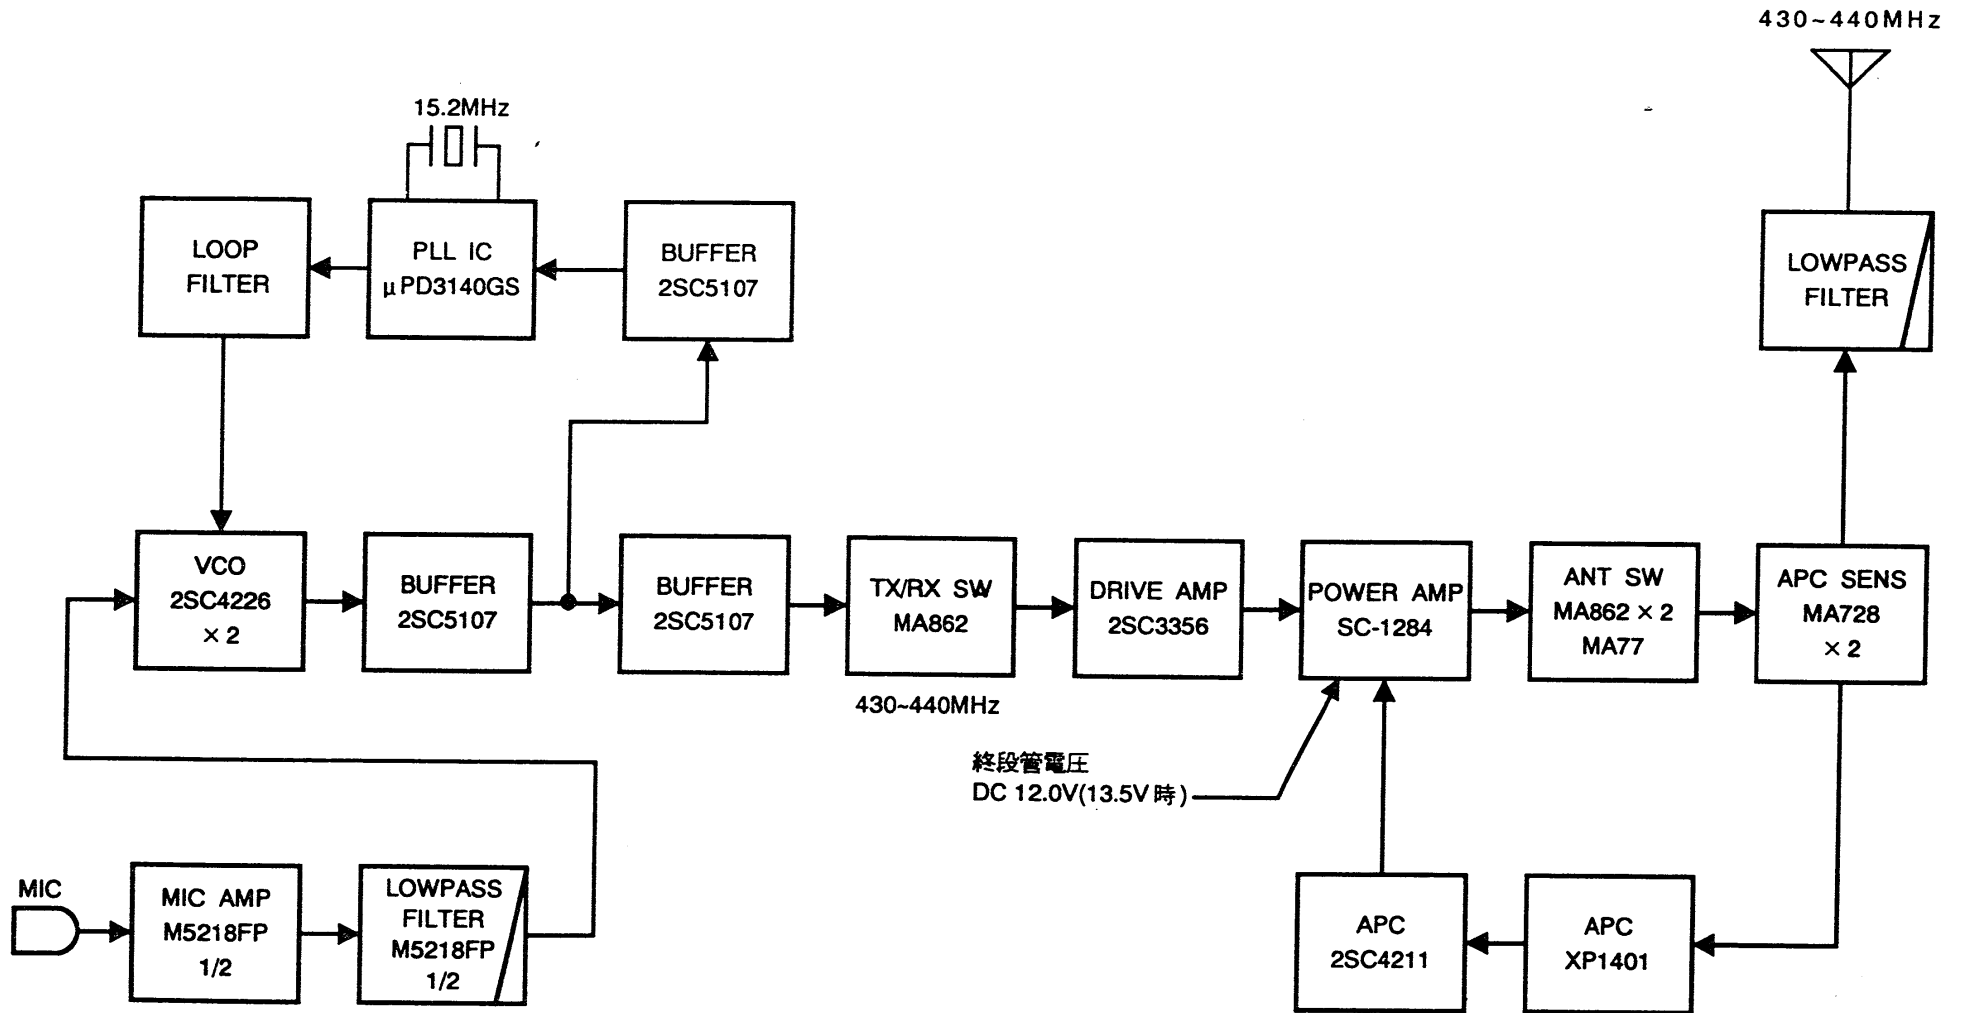 430~440MHz
15.2MHz
LOOP
FILTER
PLL IC
μPD3140GS
BUFFER
2SC5107
LOWPASS
FILTER
VCO
2SC4226
×2
BUFFER
2SC5107
BUFFER
2SC5107
TX/RX SW
MA862
430~440MHz
DRIVE AMP
2SC3356
POWER AMP
SC-1284
ANT SW
MA862×2
MA77
APC SENS
MA728
×2
終段管電圧
DC 12.0V(13.5V時)
MIC
MIC AMP
M5218FP
1/2
LOWPASS
FILTER
M5218FP
1/2
APC
2SC4211
APC
XP1401